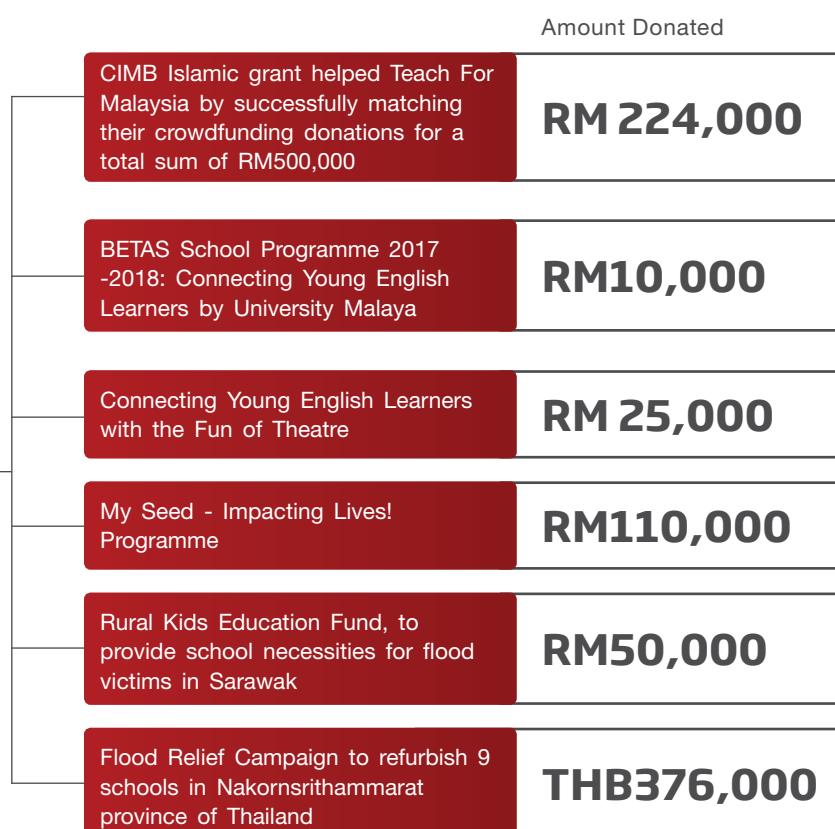 Amount Donated
CIMB Islamic grant helped Teach For
Malaysia by successfully matching
their crowdfunding donations for a
total sum of RM500,000
RM 224,000
BETAS School Programme 2017
-2018: Connecting Young English
Learners by University Malaya
RM10,000
Connecting Young English Learners
with the Fun of Theatre
RM 25,000
My Seed - Impacting Lives!
Programme
RM110,000
Rural Kids Education Fund, to
provide school necessities for flood
victims in Sarawak
RM50,000
Flood Relief Campaign to refurbish 9
schools in Nakornsrithammarat
province of Thailand
THB376,000